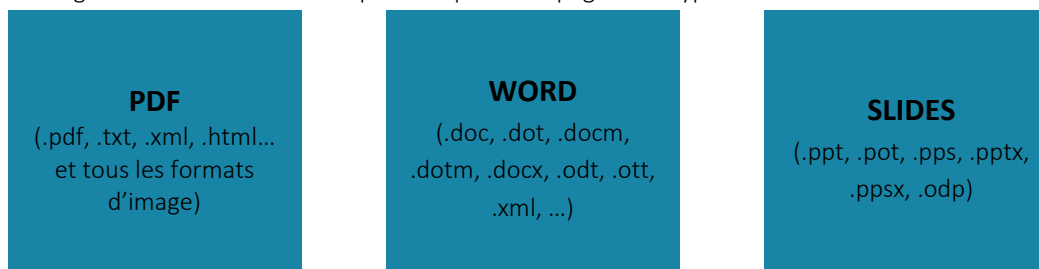 PDF
(.pdf, .txt, .xml, .html…
et tous les formats
d’image)
WORD
(.doc, .dot, .docm,
.dotm, .docx, .odt, .ott,
.xml, …)
SLIDES
(.ppt, .pot, .pps, .pptx,
.ppsx, .odp)